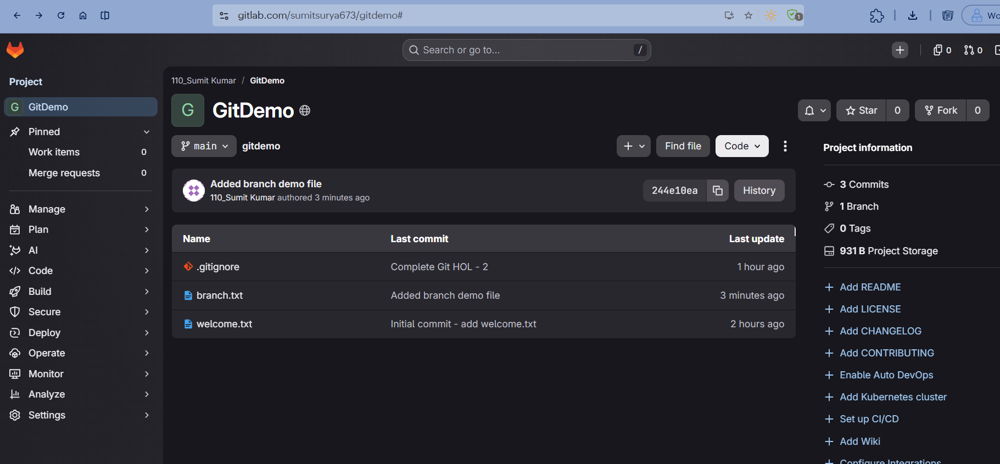 gitlab.com/sumitsurya673/gitdemo#
1
Search or go to...
/
0
0
Project
G GitDemo
Pinned
Work items 0
Merge requests 0
Manage
Plan
AI
Code
Build
Secure
Deploy
Operate
Monitor
Analyze
Settings
110_Sumit Kumar / GitDemo
G GitDemo
Star 0
Fork 0
main gitdemo
Find file
Code
Added branch demo file
110_Sumit Kumar authored 3 minutes ago
244e10ea
History
Name Last commit Last update
.gitignore Complete Git HOL - 2 1 hour ago
branch.txt Added branch demo file 3 minutes ago
welcome.txt Initial commit - add welcome.txt 2 hours ago
Project information
3 Commits
1 Branch
0 Tags
931 B Project Storage
Add README
Add LICENSE
Add CHANGELOG
Add CONTRIBUTING
Enable Auto DevOps
Add Kubernetes cluster
Set up CI/CD
Add Wiki
Configure Integrations